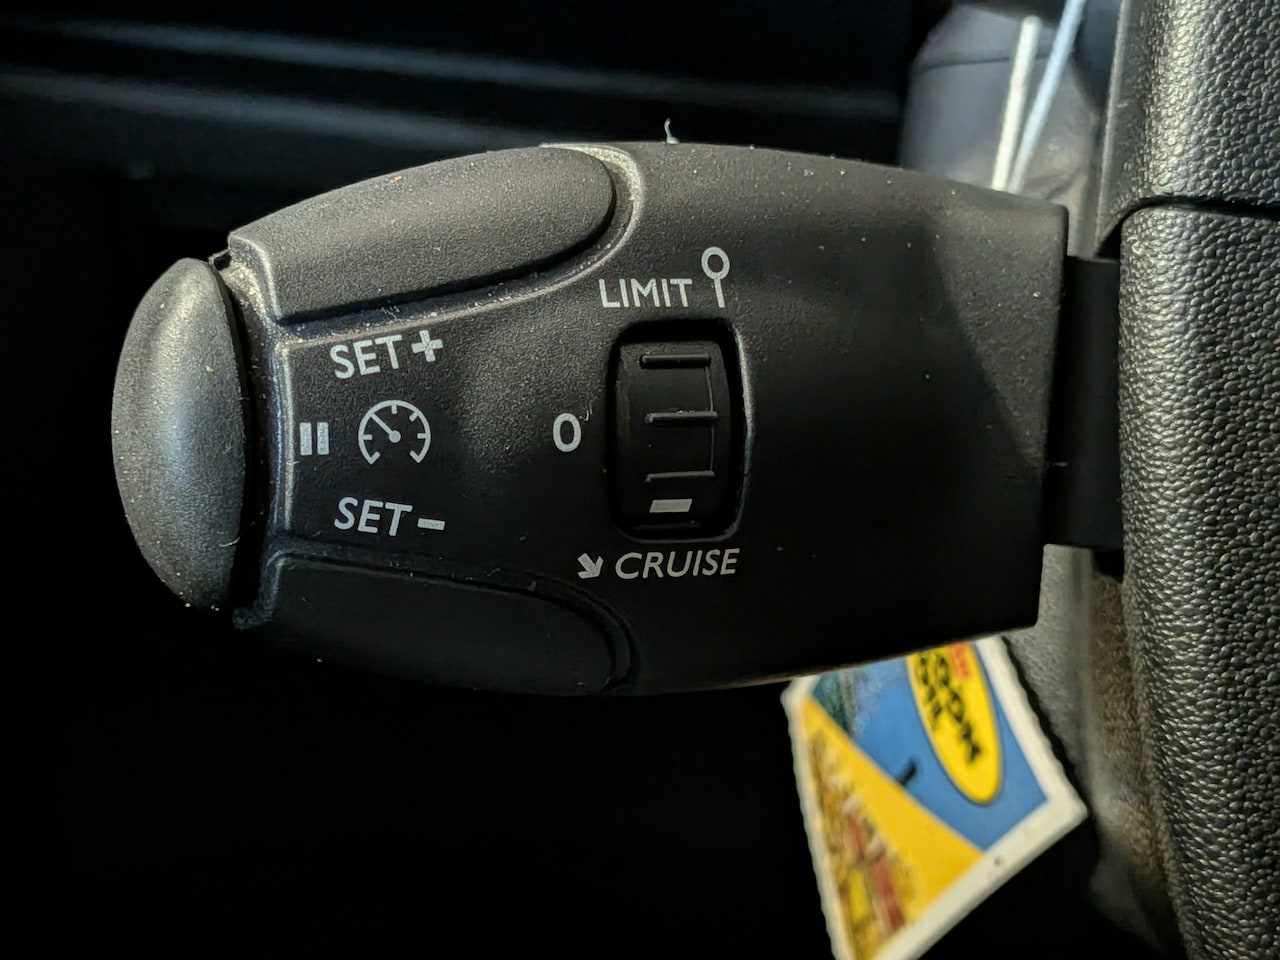 LIMIT
SET+
0
SET-
CRUISE